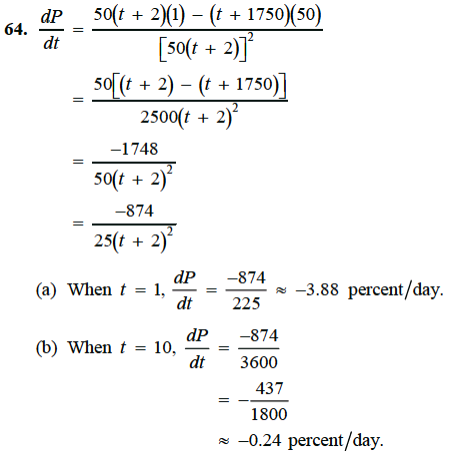 64. dP/dt = 50(t + 2)(1) − (t + 1750)(50) / [50(t + 2)]²
= 50[(t + 2) − (t + 1750)] / 2500(t + 2)²
= −1748 / 50(t + 2)²
= −874 / 25(t + 2)²
(a) When t = 1, dP/dt = −874/225 ≈ −3.88 percent/day.
(b) When t = 10, dP/dt = −874/3600
= −437/1800
≈ −0.24 percent/day.